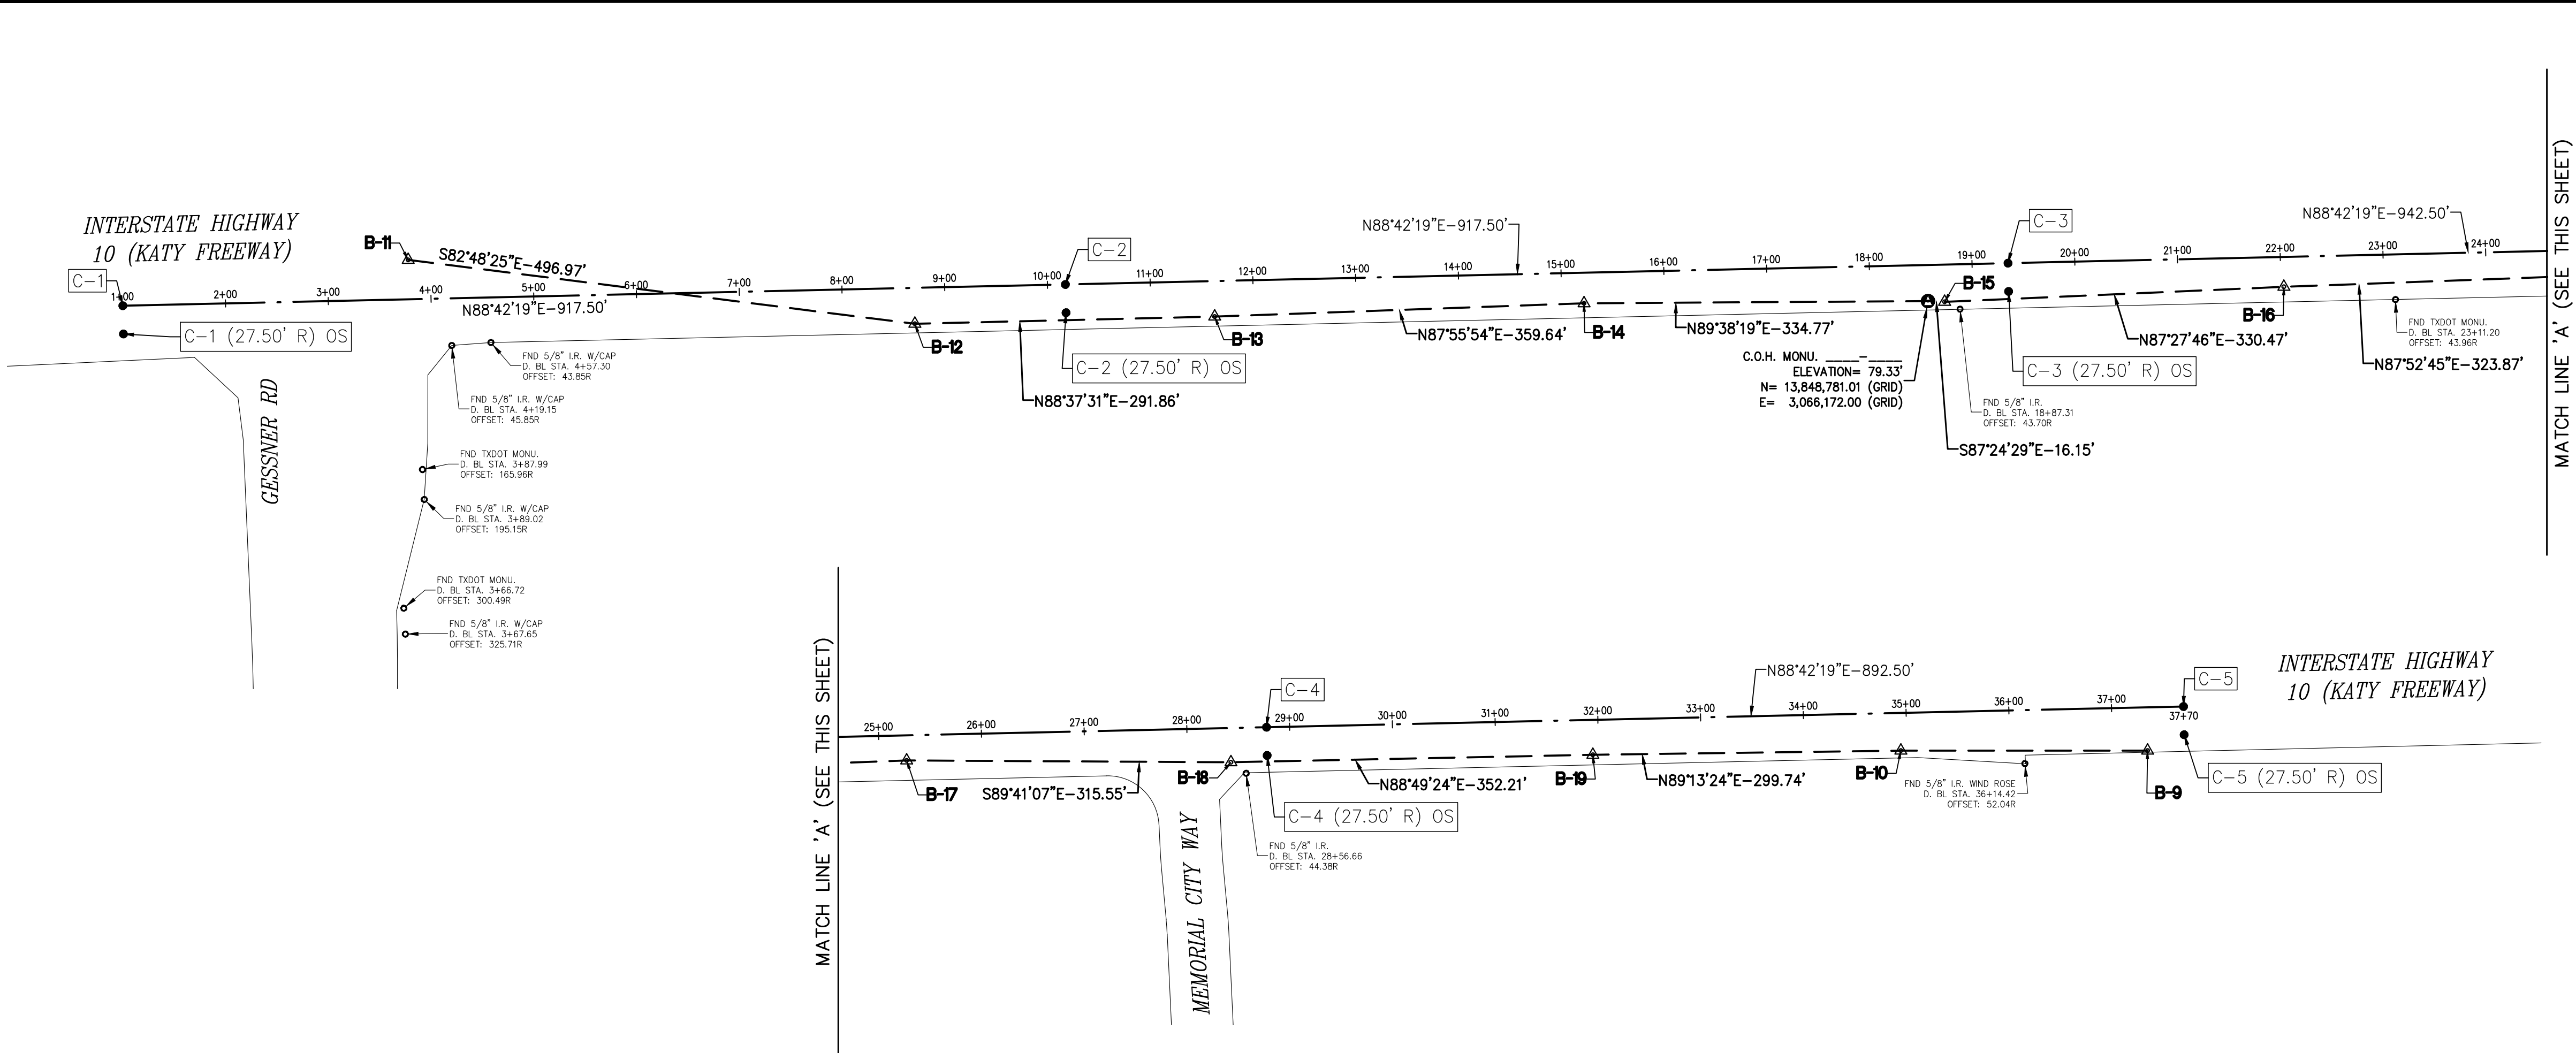 INTERSTATE HIGHWAY
10 (KATY FREEWAY)
C-1
1+00
C-1 (27.50' R) OS
GESSNER RD
B-11
S82°48'25"E-496.97'
N88°42'19"E-917.50'
2+00
3+00
4+00
5+00
6+00
7+00
8+00
9+00
10+00
11+00
12+00
13+00
14+00
15+00
16+00
17+00
18+00
19+00
20+00
21+00
22+00
23+00
24+00
FND 5/8" I.R. W/CAP
D. BL STA. 4+57.30
OFFSET: 43.85R
FND 5/8" I.R. W/CAP
D. BL STA. 4+19.15
OFFSET: 45.85R
FND TXDOT MONU.
D. BL STA. 3+87.99
OFFSET: 165.96R
FND 5/8" I.R. W/CAP
D. BL STA. 3+89.02
OFFSET: 195.15R
FND TXDOT MONU.
D. BL STA. 3+66.72
OFFSET: 300.49R
FND 5/8" I.R. W/CAP
D. BL STA. 3+67.65
OFFSET: 325.71R
B-12
C-2
C-2 (27.50' R) OS
N88°37'31"E-291.86'
B-13
N88°42'19"E-917.50'
N87°55'54"E-359.64'
B-14
N89°38'19"E-334.77'
C.O.H. MONU. ____-____
ELEVATION= 79.33'
N= 13,848,781.01 (GRID)
E= 3,066,172.00 (GRID)
A
B-15
C-3
C-3 (27.50' R) OS
FND 5/8" I.R.
D. BL STA. 18+87.31
OFFSET: 43.70R
S87°24'29"E-16.15'
N87°27'46"E-330.47'
B-16
N88°42'19"E-942.50'
FND TXDOT MONU.
D. BL STA. 23+11.20
OFFSET: 43.96R
N87°52'45"E-323.87'
MATCH LINE 'A' (SEE THIS SHEET)
MATCH LINE 'A' (SEE THIS SHEET)
25+00
26+00
27+00
28+00
29+00
30+00
31+00
32+00
33+00
34+00
35+00
36+00
37+00
37+70
B-17
S89°41'07"E-315.55'
B-18
C-4
C-4 (27.50' R) OS
MEMORIAL CITY WAY
FND 5/8" I.R.
D. BL STA. 28+56.66
OFFSET: 44.38R
N88°49'24"E-352.21'
B-19
N89°13'24"E-299.74'
N88°42'19"E-892.50'
B-10
FND 5/8" I.R. WIND ROSE
D. BL STA. 36+14.42
OFFSET: 52.04R
B-9
C-5
C-5 (27.50' R) OS
INTERSTATE HIGHWAY
10 (KATY FREEWAY)